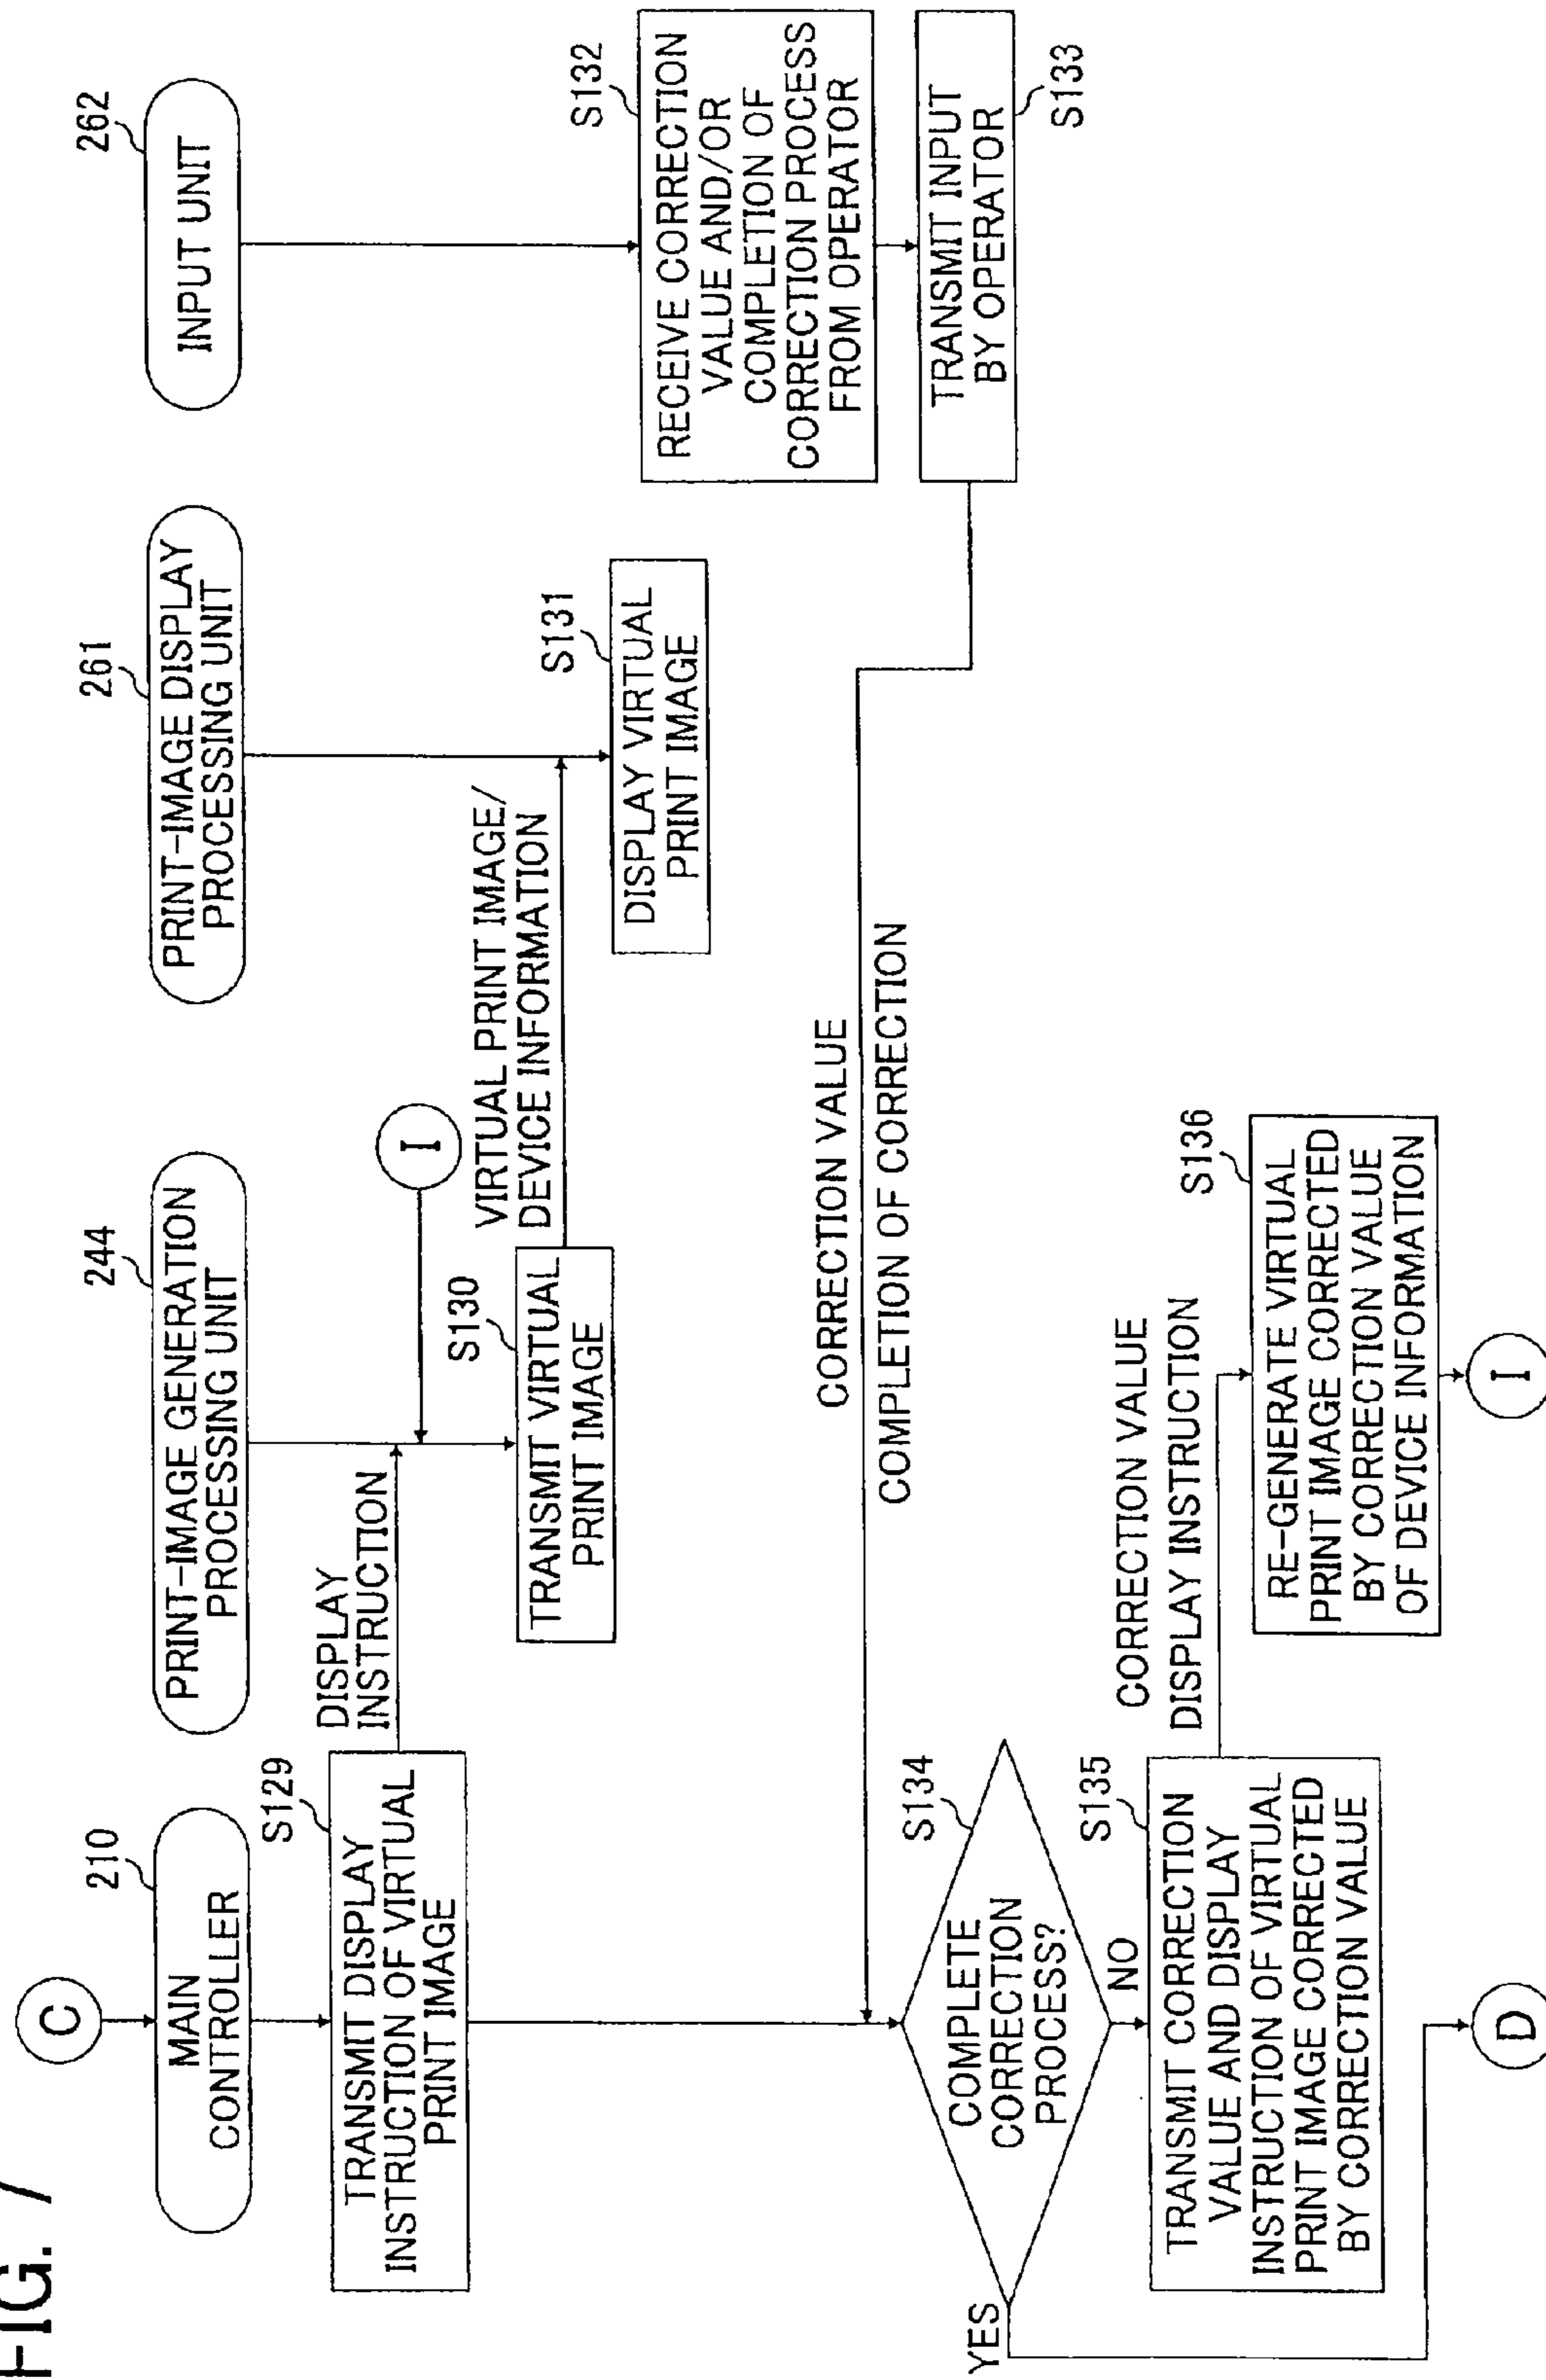 FIG. 7
C
210
MAIN
CONTROLLER
244
PRINT-IMAGE GENERATION
PROCESSING UNIT
261
PRINT-IMAGE DISPLAY
PROCESSING UNIT
262
INPUT UNIT
S129
TRANSMIT DISPLAY
INSTRUCTION OF VIRTUAL
PRINT IMAGE
DISPLAY
INSTRUCTION
I
S130
TRANSMIT VIRTUAL
PRINT IMAGE
VIRTUAL PRINT IMAGE/
DEVICE INFORMATION
S131
DISPLAY VIRTUAL
PRINT IMAGE
S132
RECEIVE CORRECTION
VALUE AND/OR
COMPLETION OF
CORRECTION PROCESS
FROM OPERATOR
TRANSMIT INPUT
BY OPERATOR
S133
CORRECTION VALUE
COMPLETION OF CORRECTION
S134
COMPLETE
CORRECTION
PROCESS?
YES
NO
S135
TRANSMIT CORRECTION
VALUE AND DISPLAY
INSTRUCTION OF VIRTUAL
PRINT IMAGE CORRECTED
BY CORRECTION VALUE
CORRECTION VALUE
DISPLAY INSTRUCTION
S136
RE-GENERATE VIRTUAL
PRINT IMAGE CORRECTED
BY CORRECTION VALUE
OF DEVICE INFORMATION
I
D